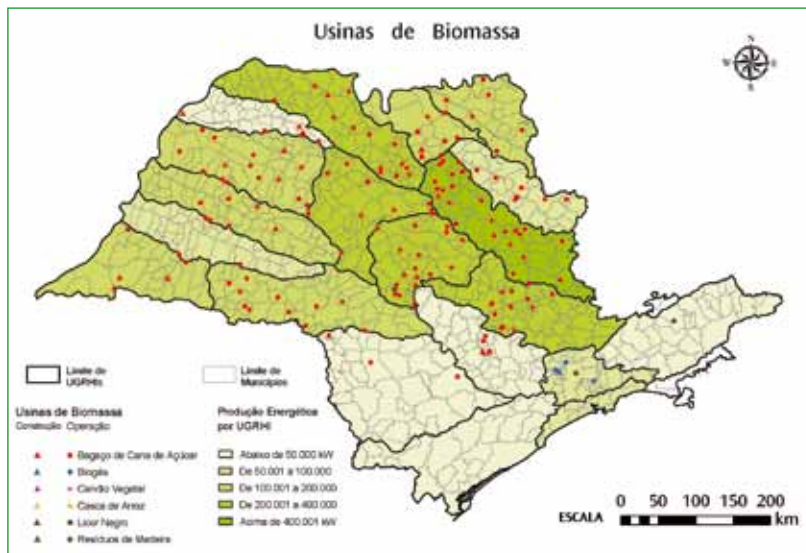 Usinas de Biomassa
N
W E
S
Limite de
UGRHIs
Limite de
Municípios
Usinas de Biomassa
Construção Operação
Bagaço de Cana de Açúcar
Biogás
Carvão Vegetal
Casca de Arroz
Licor Negro
Resíduos de Madeira
Produção Energética
por UGRHI
Abaixo de 50.000 kW
De 50.001 a 100.000
De 100.001 a 200.000
De 200.001 a 400.000
Acima de 400.001 kW
ESCALA
0 50 100 150 200
km